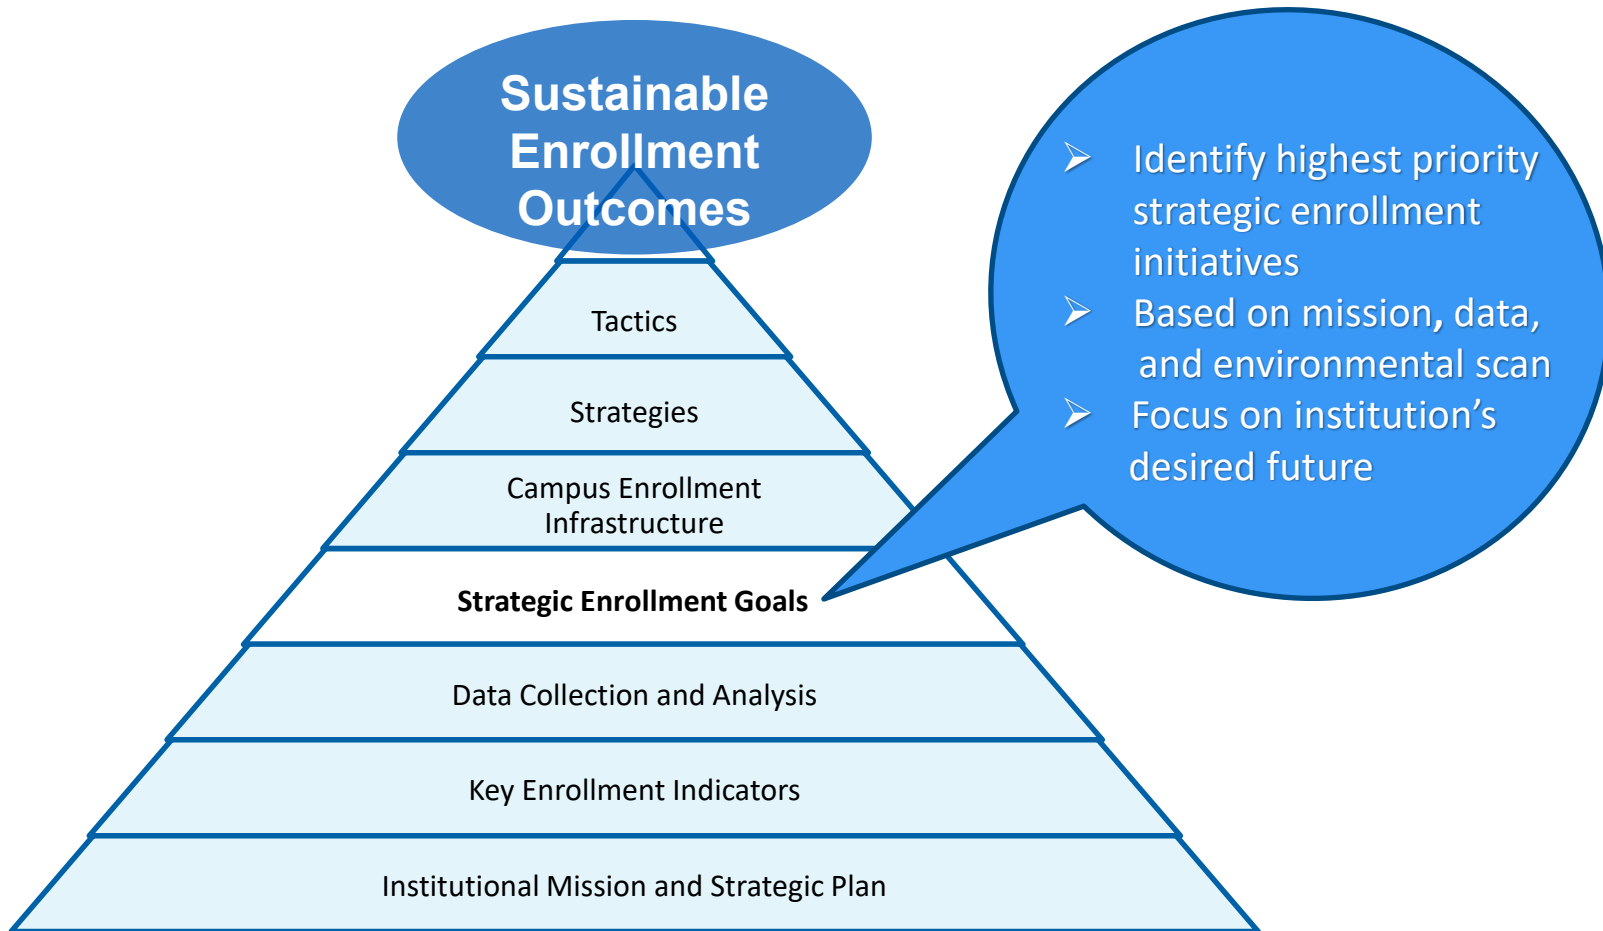 Sustainable
Enrollment
Outcomes
Tactics
Strategies
Campus Enrollment
Infrastructure
Strategic Enrollment Goals
Data Collection and Analysis
Key Enrollment Indicators
Institutional Mission and Strategic Plan
➢ Identify highest priority
strategic enrollment
initiatives
➢ Based on mission, data,
and environmental scan
➢ Focus on institution’s
desired future